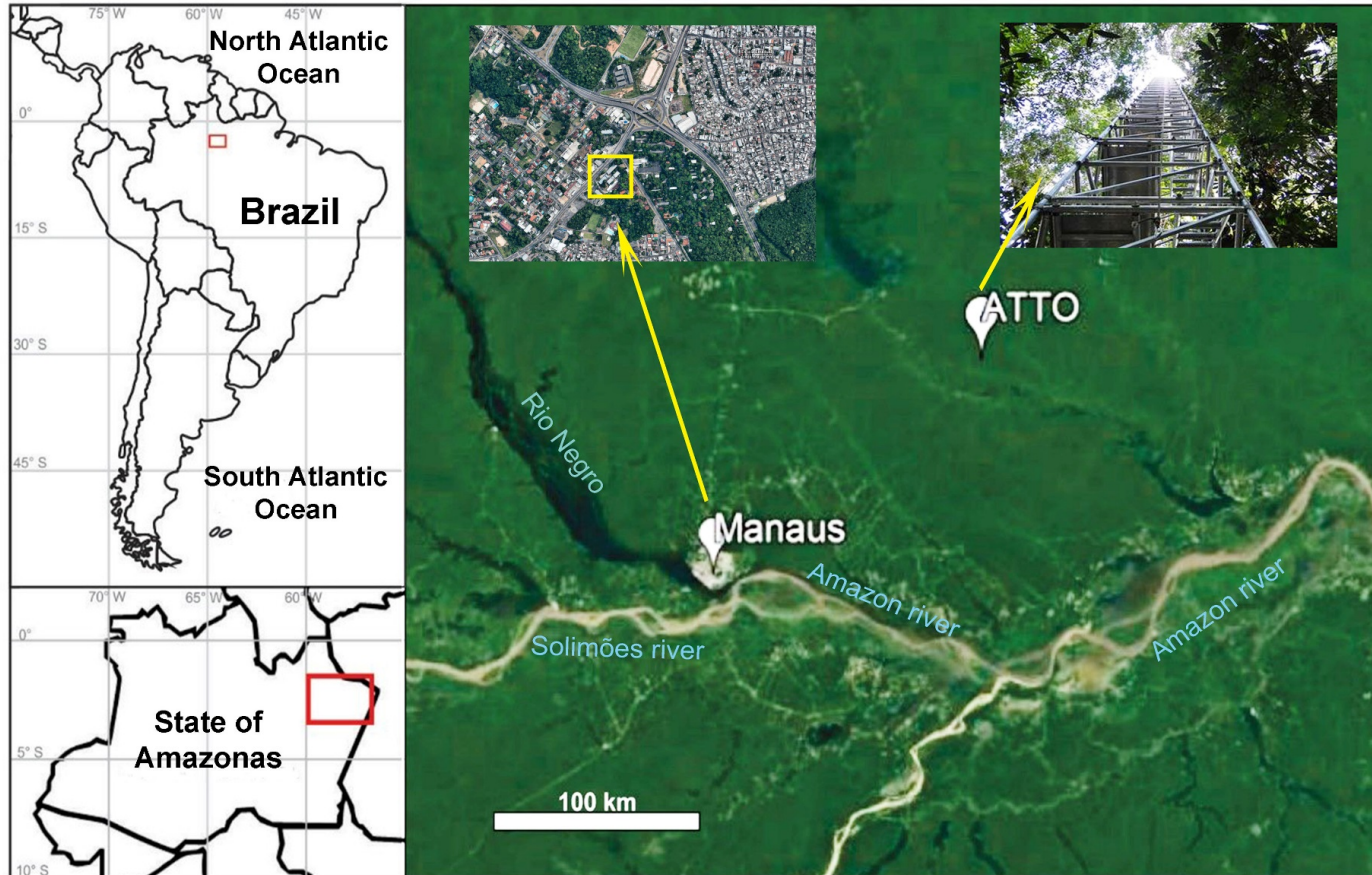 75° W
60° W
45° W
North Atlantic
Ocean
0°
Brazil
15° S
30° S
45° S
South Atlantic
Ocean
70° W
65° W
60° W
0°
State of
Amazonas
5° S
10° S
ATTO
Rio Negro
Manaus
Amazon river
Solimões river
Amazon river
100 km